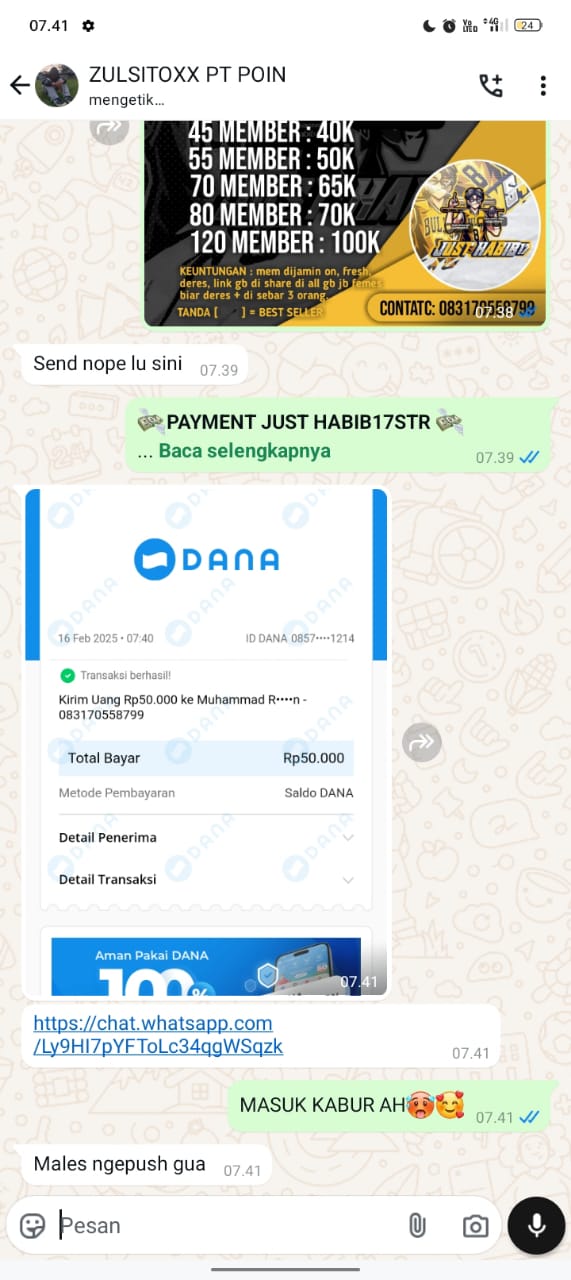 07.41
Vo
LTED
4G
24
ZULSITOXX PT POIN
mengetik...
45 MEMBER : 40K
55 MEMBER : 50K
70 MEMBER : 65K
80 MEMBER : 70K
120 MEMBER : 100K
KEUNTUNGAN : mem dijamin on, fresh,
deres, link gb di share di all gb jb femes
biar deres + di sebar 3 orang.
TANDA [ ] = BEST SELLER
JUST HABIB
CONTATC: 083170558799
07.38
Send nope lu sini
07.39
💸PAYMENT JUST HABIB17STR 💸
... Baca selengkapnya
07.39
DANA
16 Feb 2025 • 07:40
ID DANA 0857••••1214
Transaksi berhasil!
Kirim Uang Rp50.000 ke Muhammad R••••n -
083170558799
Total Bayar
Rp50.000
Metode Pembayaran
Saldo DANA
Detail Penerima
Detail Transaksi
Aman Pakai DANA
100%
07.41
https://chat.whatsapp.com
/Ly9HI7pYFToLc34qgWSqzk
07.41
MASUK KABUR AH🥵🥰
07.41
Males ngepush gua
07.41
Pesan